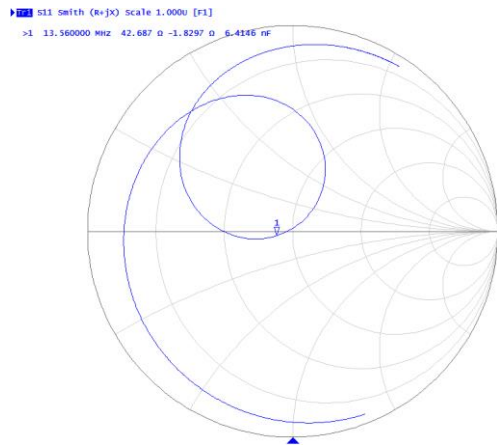 Tr1 S11 Smith (R+jX) Scale 1.000U [F1]
>1 13.560000 MHz 42.687 Ω -1.8297 Ω 6.4146 nF
1